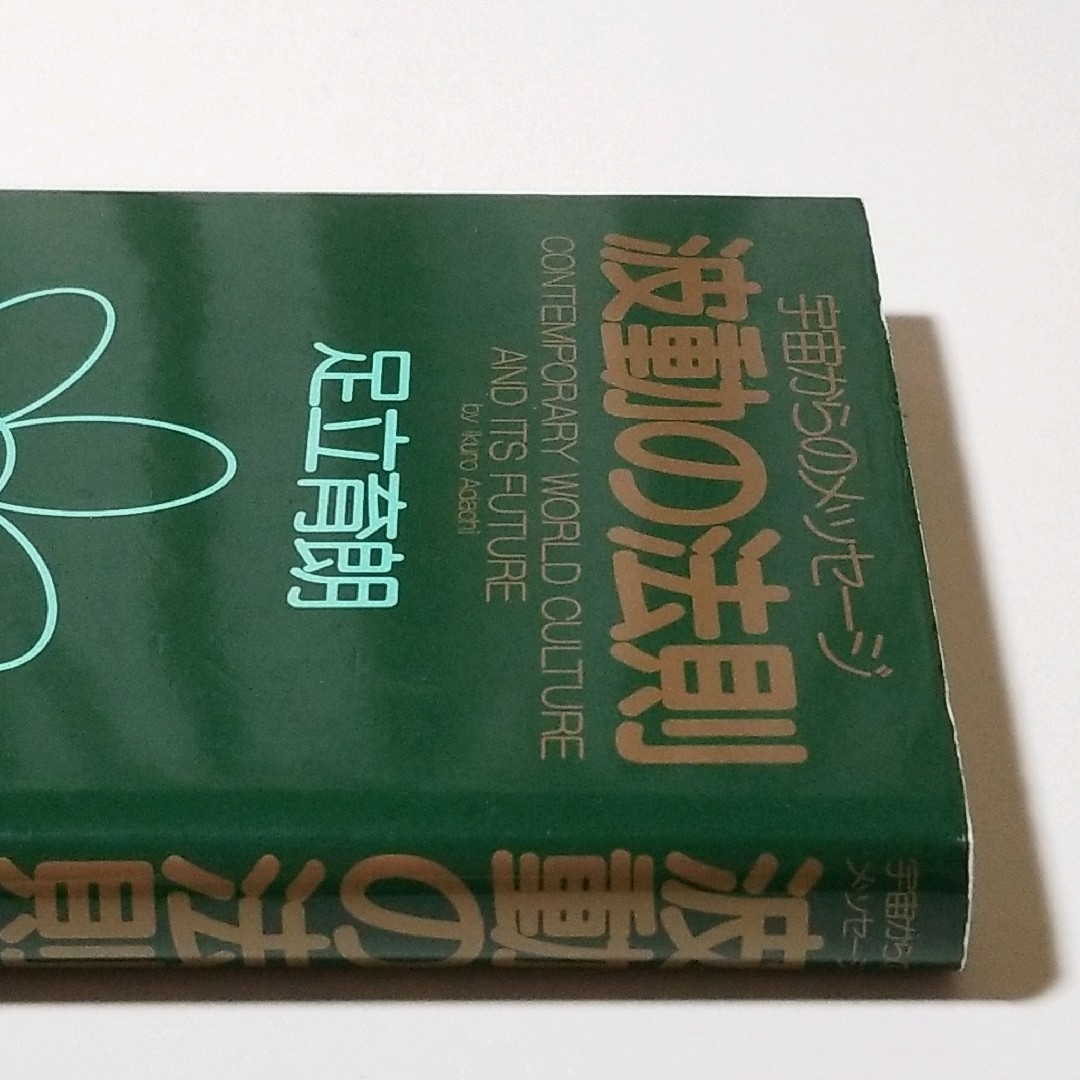 宇宙からのメッセージ
波動の法則
CONTEMPORARY WORLD CULTURE
AND ITS FUTURE
by Ikuro Adachi
足立育朗
宇宙からの
メッセージ
波動の法則